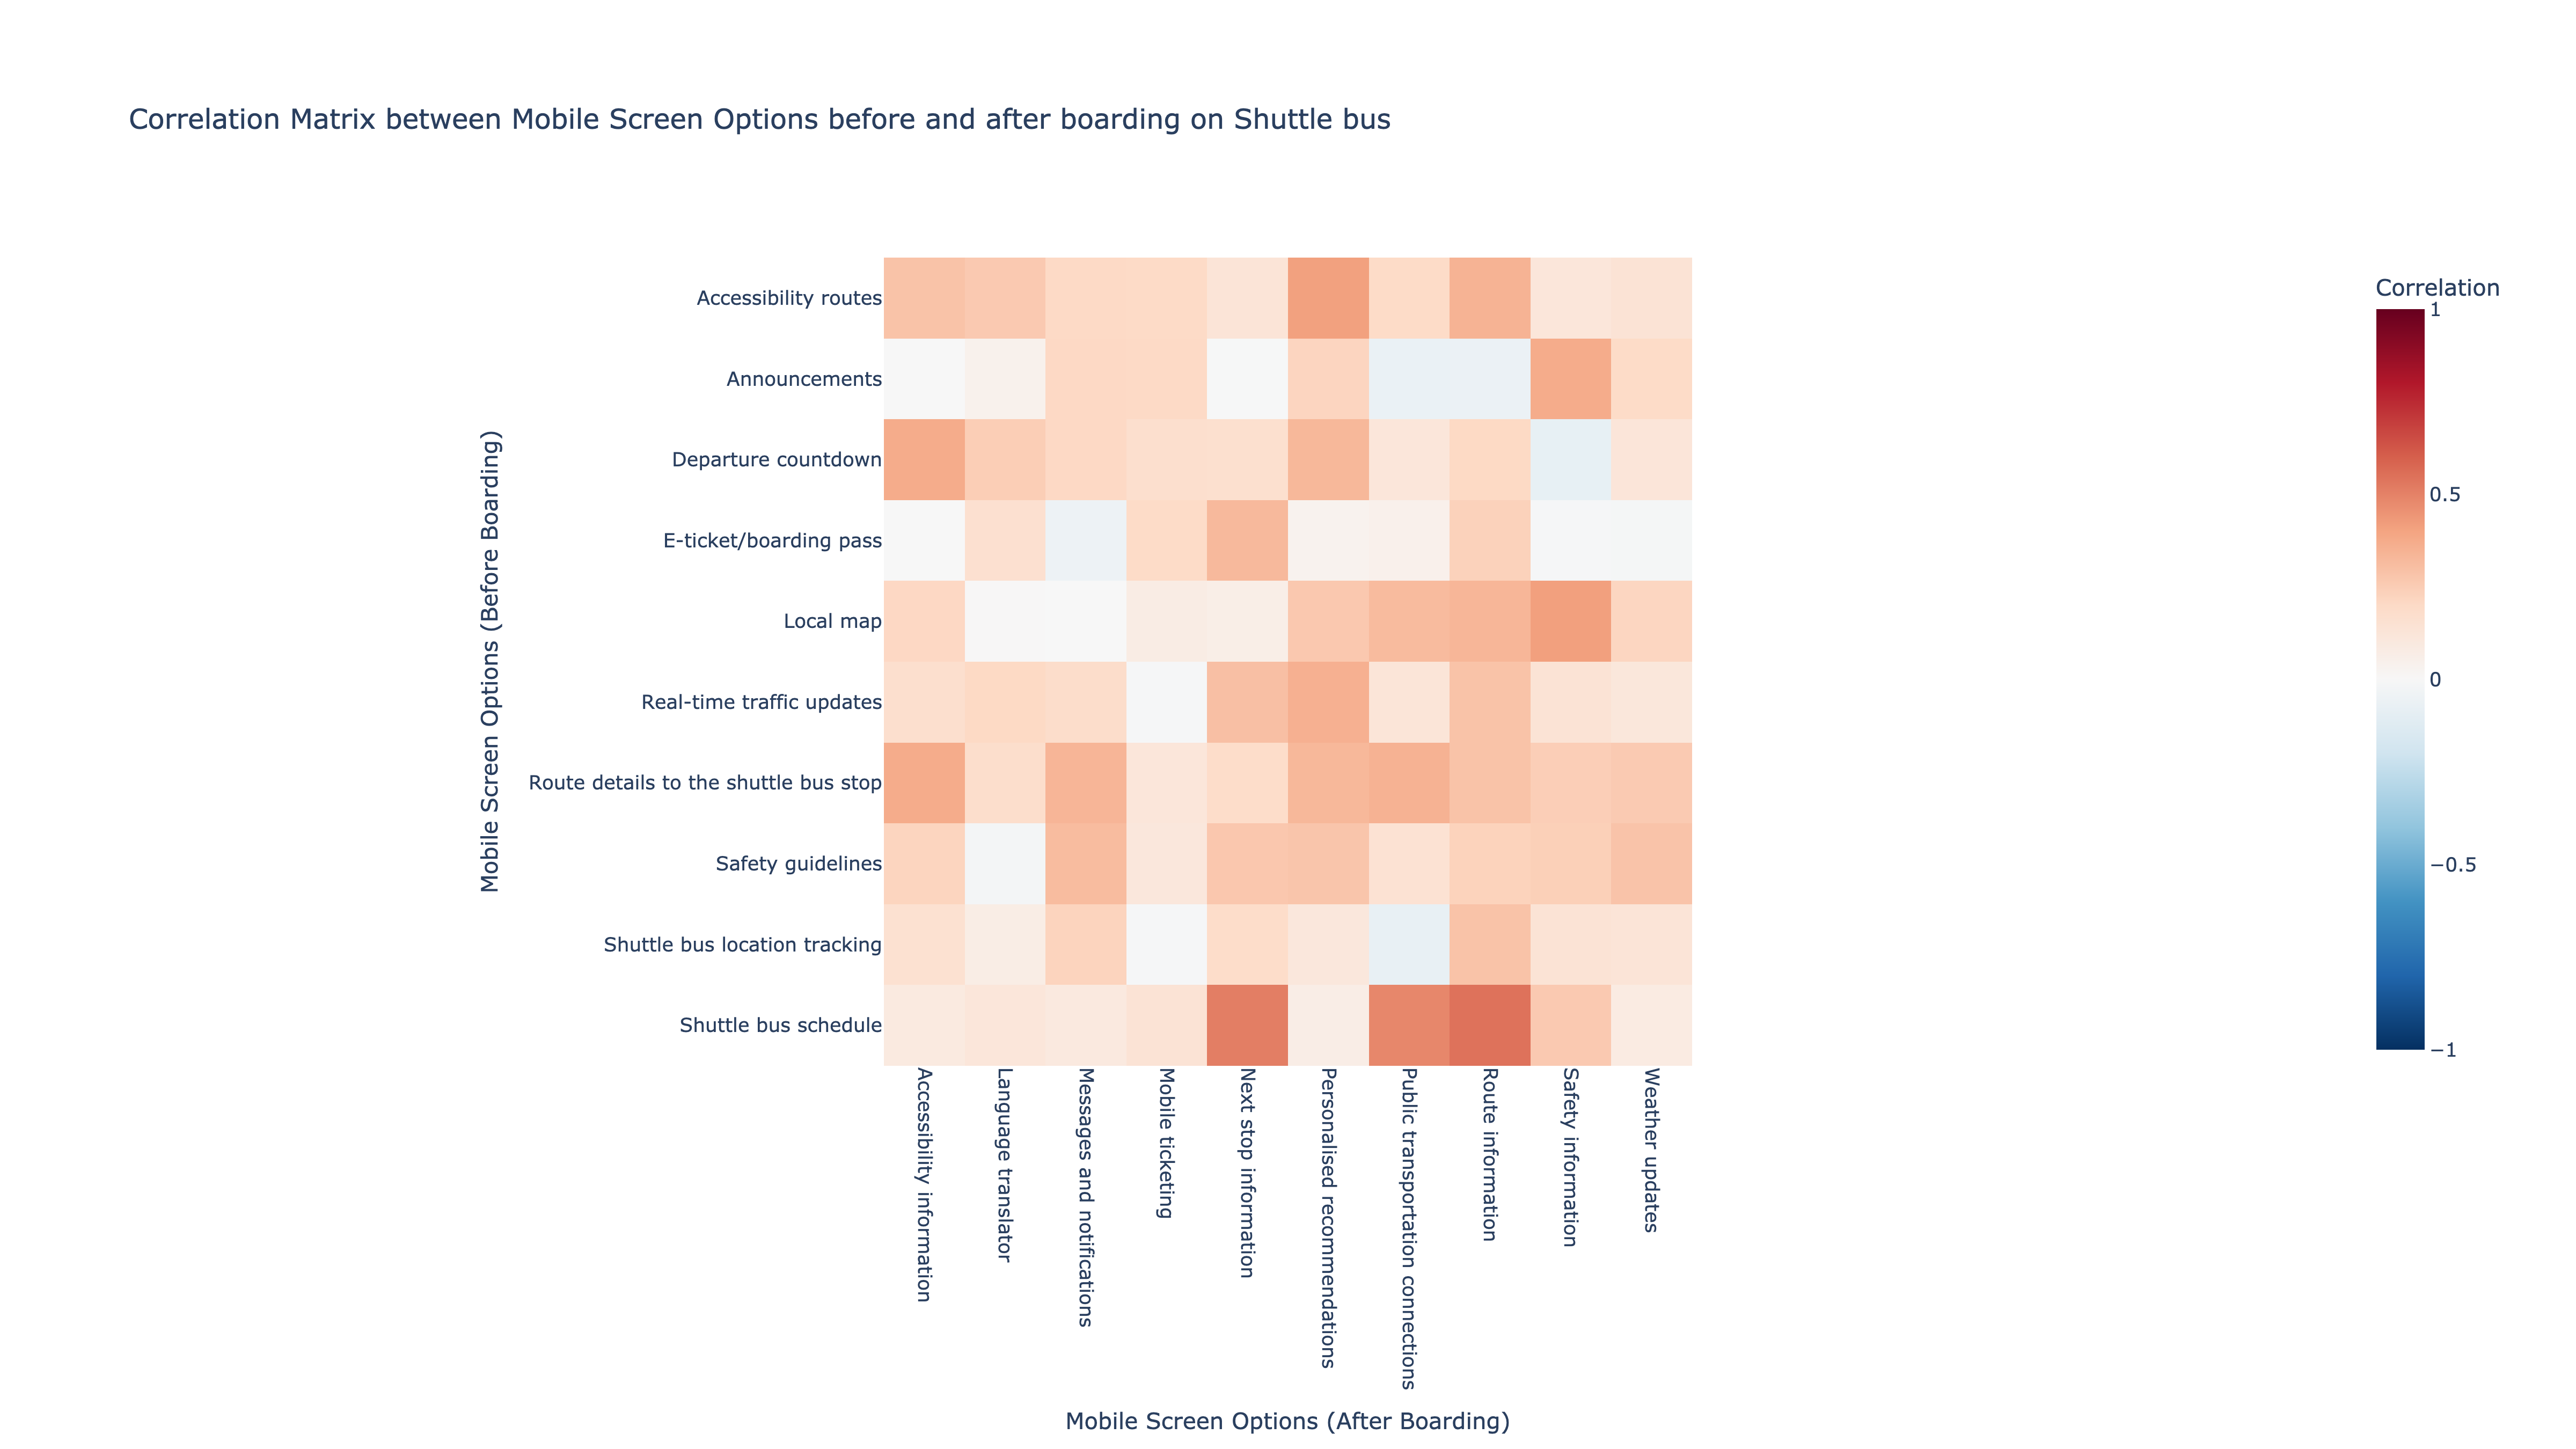 Correlation Matrix between Mobile Screen Options before and after boarding on Shuttle bus
Mobile Screen Options (Before Boarding)
Accessibility routes
Announcements
Departure countdown
E-ticket/boarding pass
Local map
Real-time traffic updates
Route details to the shuttle bus stop
Safety guidelines
Shuttle bus location tracking
Shuttle bus schedule
Accessibility information
Language translator
Messages and notifications
Mobile ticketing
Next stop information
Personalised recommendations
Public transportation connections
Route information
Safety information
Weather updates
Mobile Screen Options (After Boarding)
Correlation
1
0.5
0
−0.5
−1